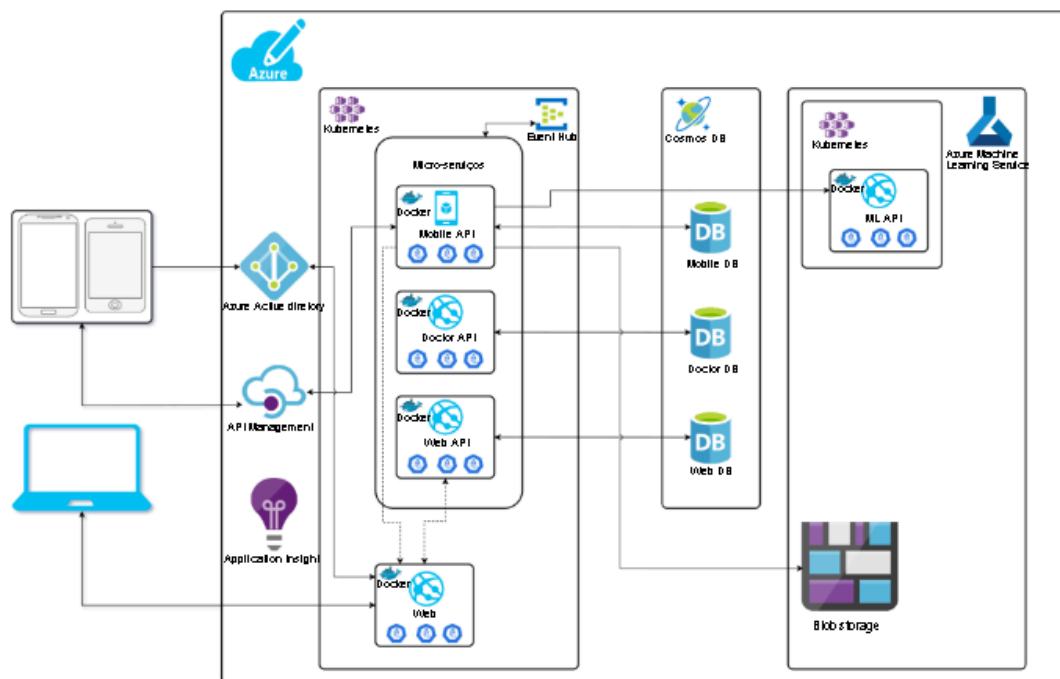 Azure
Kubernetes
Event Hub
Micro-serviços
Docker
Mobile API
Docker
Doctor API
Docker
Web API
Docker
Web
Cosmos DB
DB
Mobile DB
DB
Doctor DB
DB
Web DB
Kubernetes
Azure Machine
Learning Service
Docker
ML API
Blob storage
Azure Active directory
API Management
Application Insight